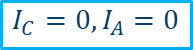 I_C = 0, I_A = 0